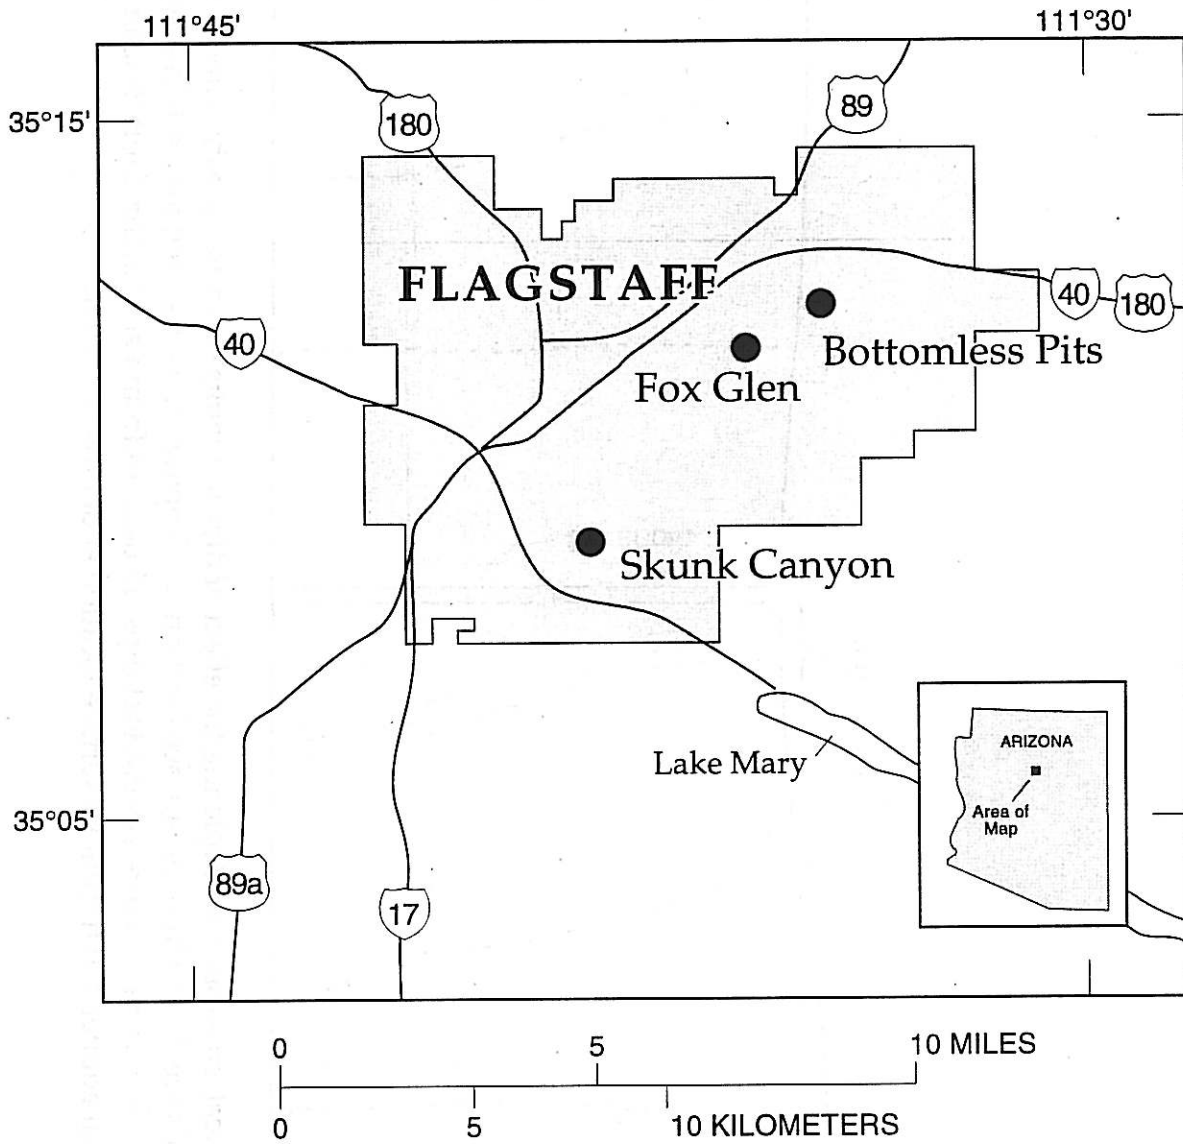 111°45'
111°30'
35°15'
180
89
FLAGSTAFF
40
180
40
Bottomless Pits
Fox Glen
Skunk Canyon
Lake Mary
ARIZONA
Area of
Map
35°05'
89a
17
0 5 10 MILES
0 5 10 KILOMETERS